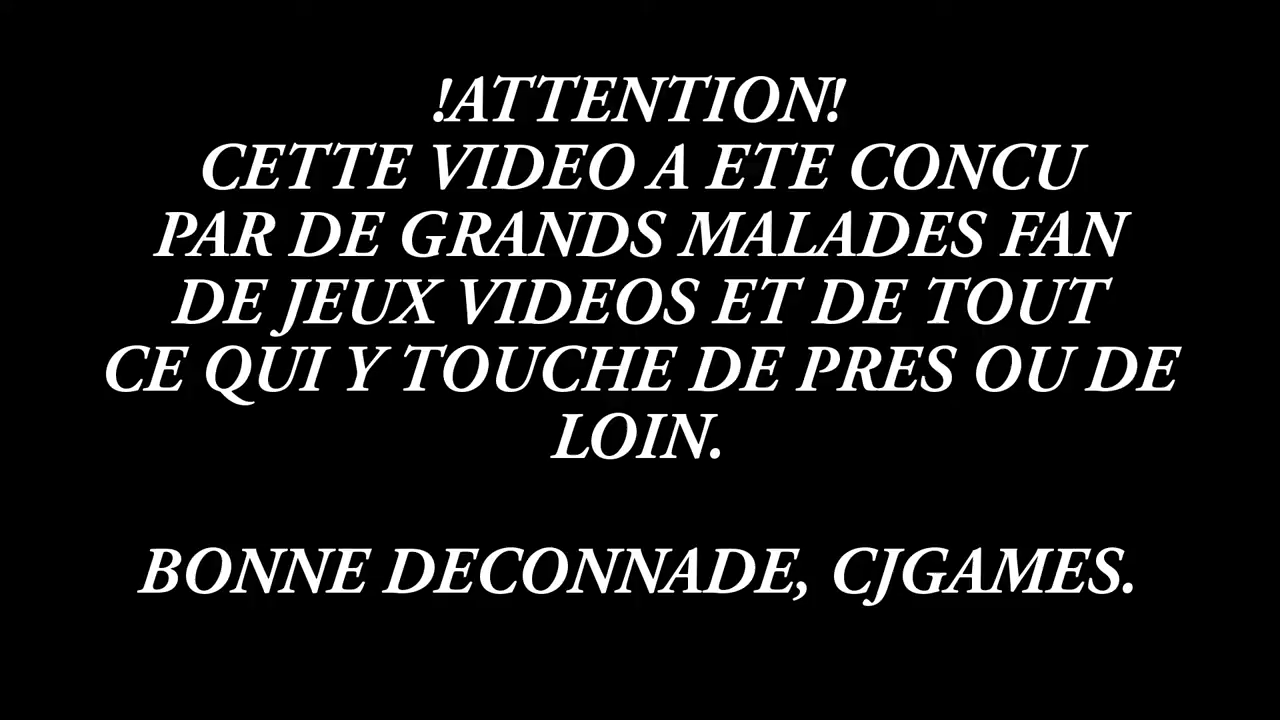 !ATTENTION!
CETTE VIDEO A ETE CONCU
PAR DE GRANDS MALADES FAN
DE JEUX VIDEOS ET DE TOUT
CE QUI Y TOUCHE DE PRES OU DE
LOIN.
BONNE DECONNADE, CJGAMES.